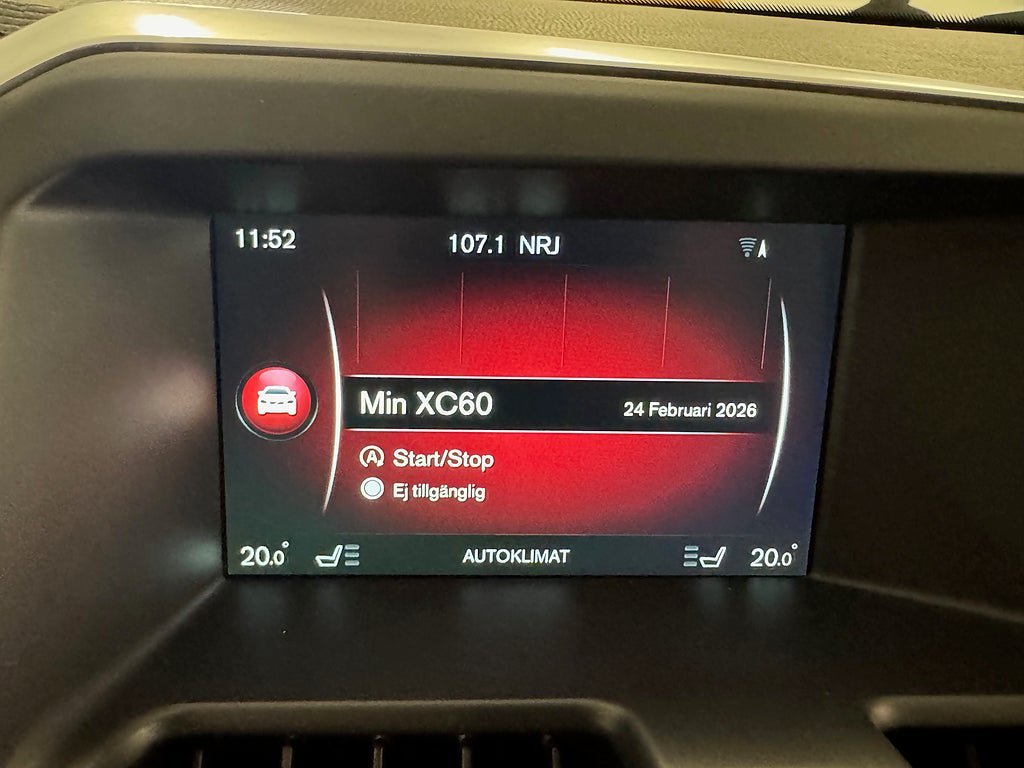 11:52 107.1 NRJ
Min XC60 24 Februari 2026
A Start/Stop
Ej tillgänglig
20.0° AUTOKLIMAT 20.0°